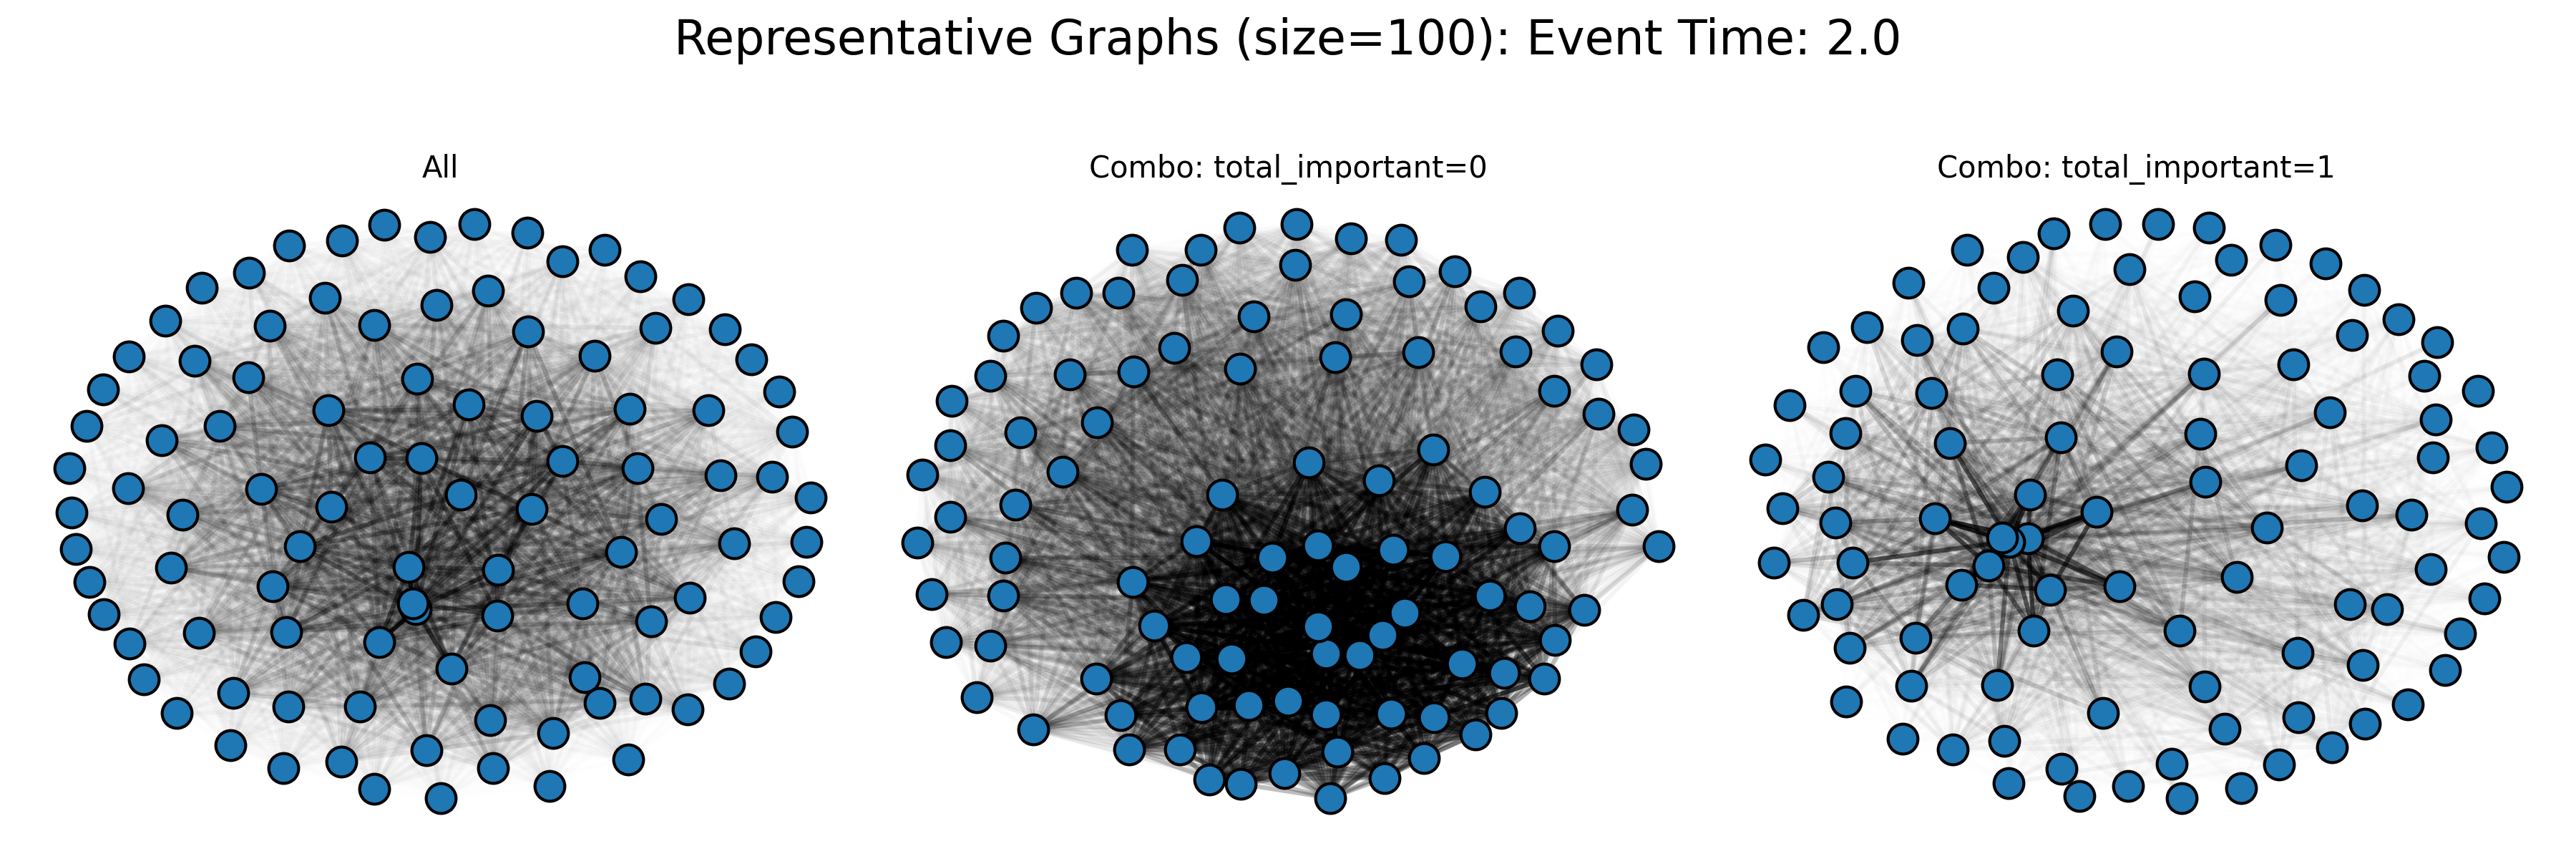 Representative Graphs (size=100): Event Time: 2.0
All
Combo: total_important=0
Combo: total_important=1